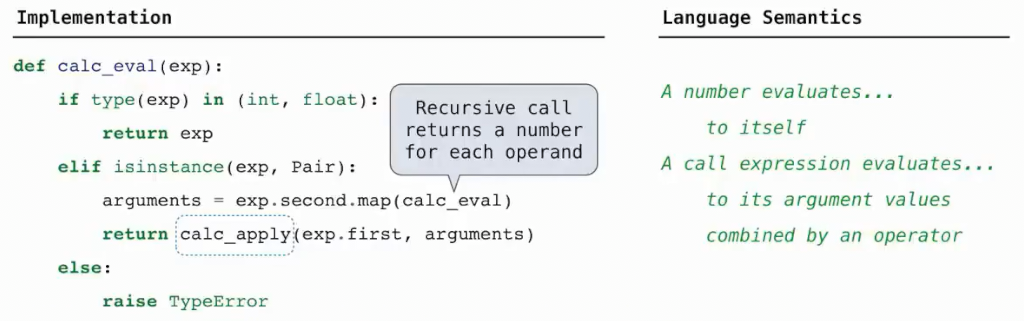 Implementation
def calc_eval(exp):
    if type(exp) in (int, float):
        return exp
    elif isinstance(exp, Pair):
        arguments = exp.second.map(calc_eval)
        return calc_apply(exp.first, arguments)
    else:
        raise TypeError
Recursive call
returns a number
for each operand
Language Semantics
A number evaluates...
to itself
A call expression evaluates...
to its argument values
combined by an operator